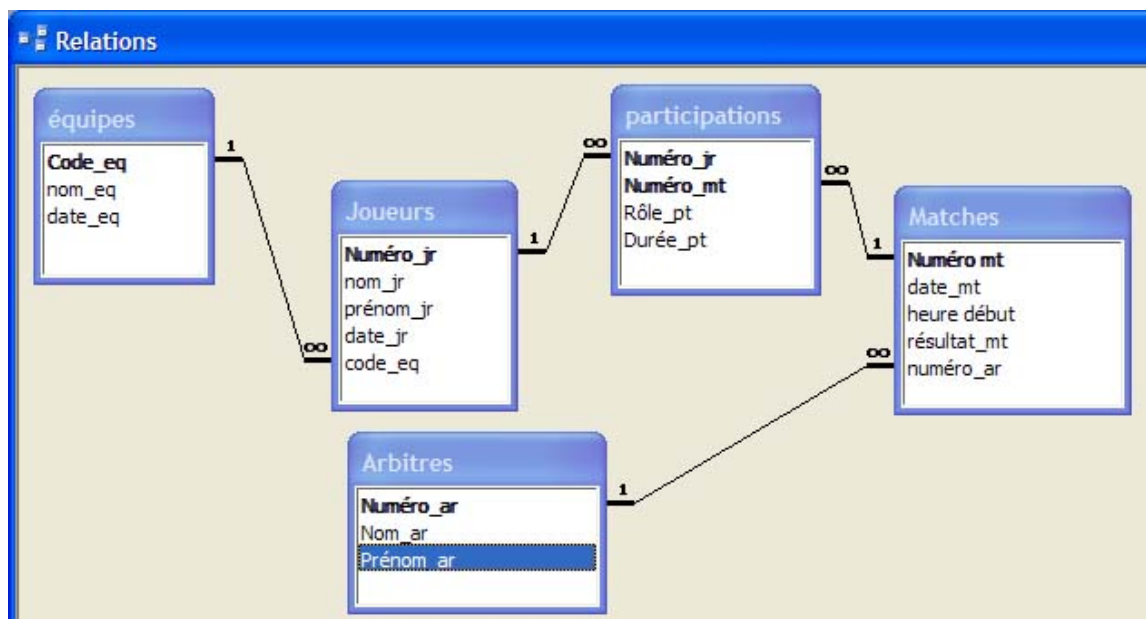 Relations
équipes
Code_eq
nom_eq
date_eq
1
∞
Joueurs
Numéro_jr
nom_jr
prénom_jr
date_jr
code_eq
1
∞
participations
Numéro_jr
Numéro_mt
Rôle_pt
Durée_pt
∞
1
Matches
Numéro mt
date_mt
heure début
résultat_mt
numéro_ar
∞
1
Arbitres
Numéro_ar
Nom_ar
Prénom_ar